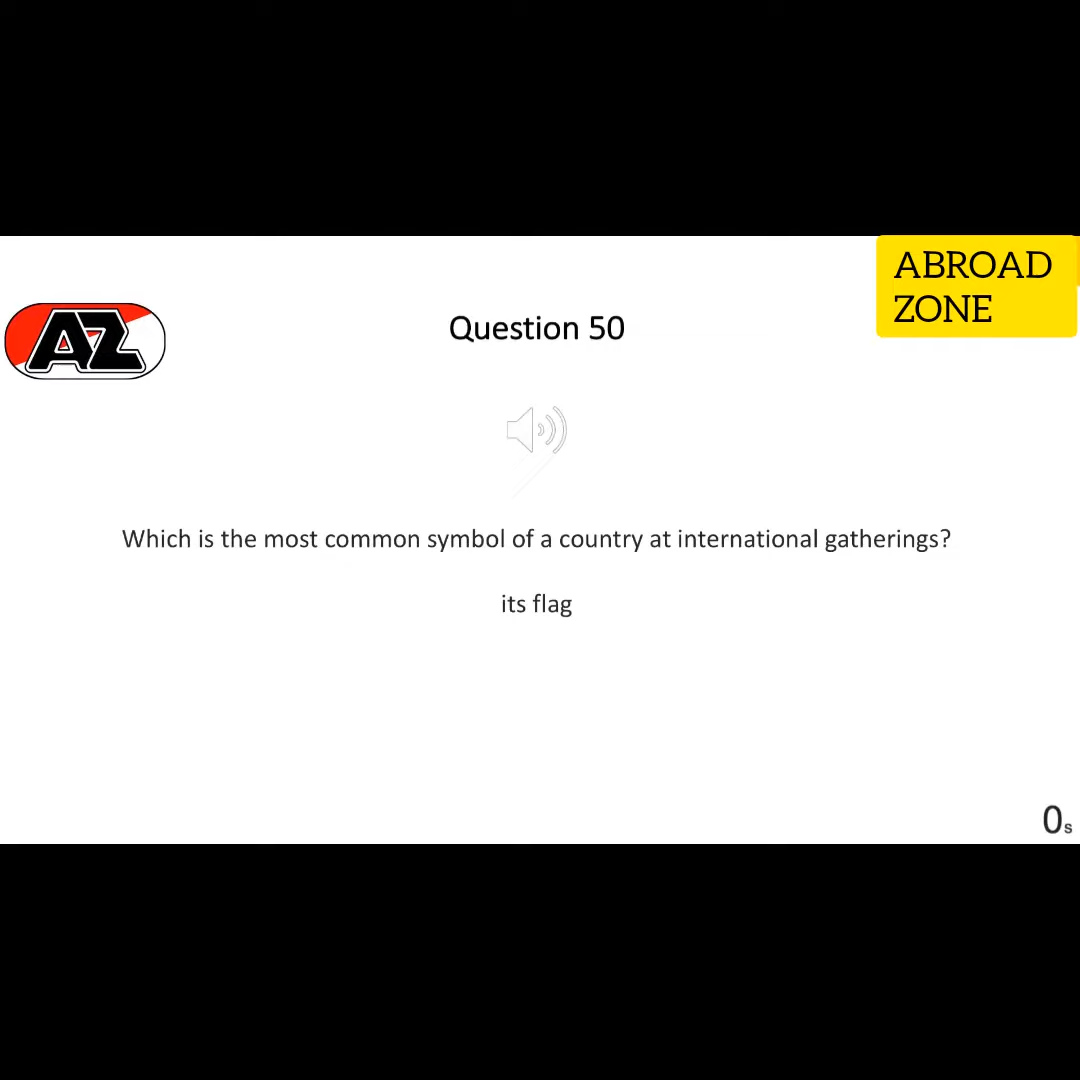 ABROAD
ZONE
AZ
Question 50
Which is the most common symbol of a country at international gatherings?
its flag
0s